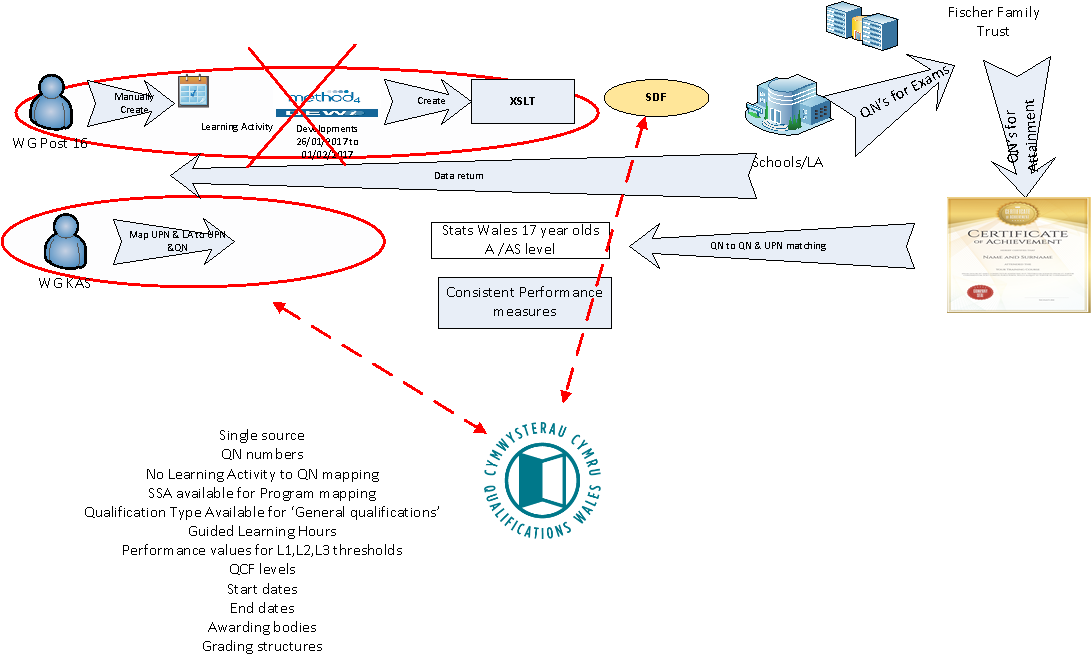 Fischer Family
Trust
WG Post 16
Manually
Create
Learning Activity
method4
Developments
26/01/2017 to
01/02/2017
Create
XSLT
SDF
Schools/LA
QN's for Exams
QN's for
Attainment
Data return
WG KAS
Map UPN & LA to UPN
&QN
Stats Wales 17 year olds
A /AS level
QN to QN & UPN matching
Consistent Performance
measures
CERTIFICATE
OF ACHIEVEMENT
NAME AND SURNAME
CYMWYSTERAU CYMRU
QUALIFICATIONS WALES
Single source
QN numbers
No Learning Activity to QN mapping
SSA available for Program mapping
Qualification Type Available for ‘General qualifications’
Guided Learning Hours
Performance values for L1,L2,L3 thresholds
QCF levels
Start dates
End dates
Awarding bodies
Grading structures